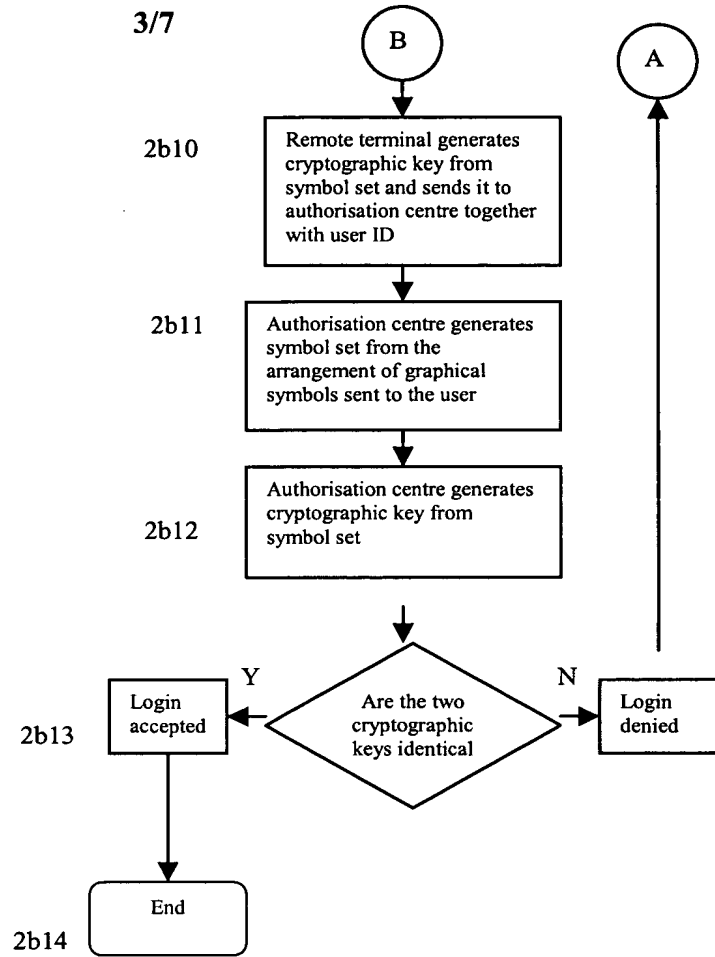 3/7
B
A
2b10
Remote terminal generates
cryptographic key from
symbol set and sends it to
authorisation centre together
with user ID
2b11
Authorisation centre generates
symbol set from the
arrangement of graphical
symbols sent to the user
2b12
Authorisation centre generates
cryptographic key from
symbol set
Y
N
Are the two
cryptographic
keys identical
2b13
Login
accepted
Login
denied
End
2b14